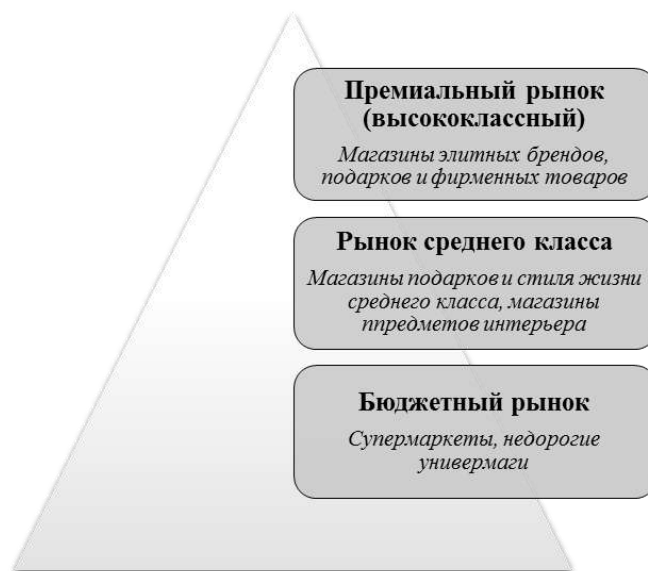 Премиальный рынок
(высококлассный)
Магазины элитных брендов,
подарков и фирменных товаров
Рынок среднего класса
Магазины подарков и стиля жизни
среднего класса, магазины
ппредметов интерьера
Бюджетный рынок
Супермаркеты, недорогие
универмаги